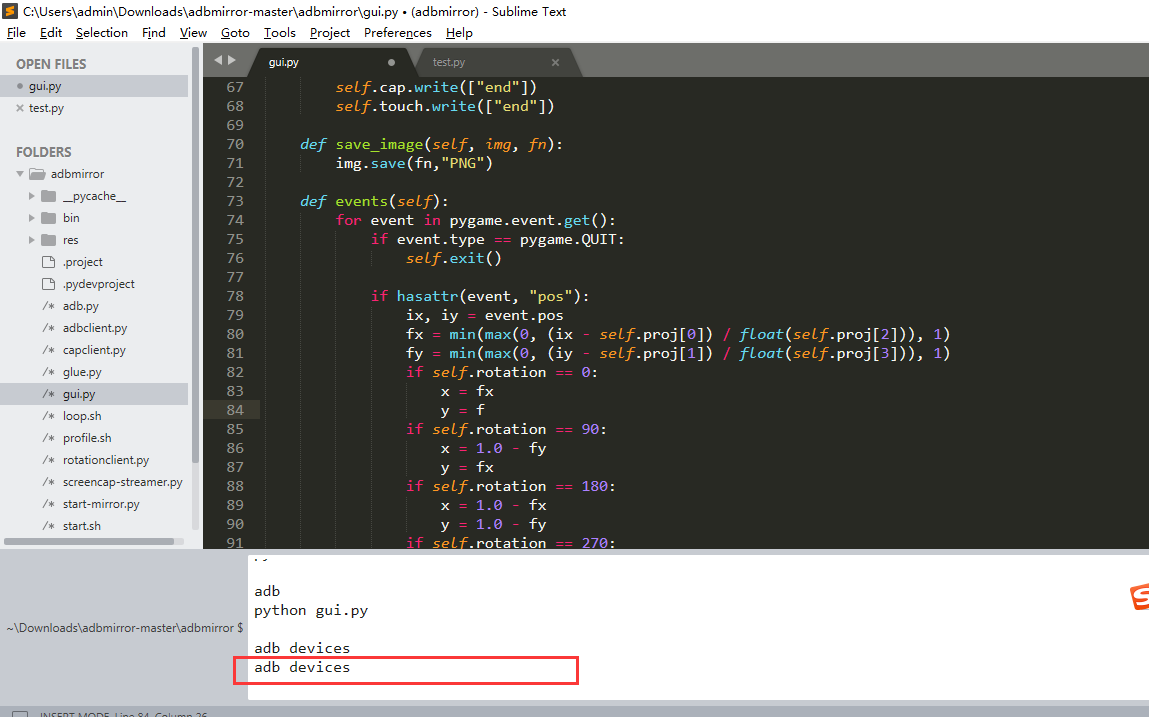 C:\Users\admin\Downloads\adbmirror-master\adbmirror\gui.py • (adbmirror) - Sublime Text
File Edit Selection Find View Goto Tools Project Preferences Help
OPEN FILES
gui.py
test.py
FOLDERS
adbmirror
__pycache__
bin
res
.project
.pydevproject
/* adb.py
/* adbclient.py
/* capclient.py
/* glue.py
/* gui.py
/* loop.sh
/* profile.sh
/* rotationclient.py
/* screencap-streamer.py
/* start-mirror.py
/* start.sh
gui.py test.py
67 self.cap.write(["end"])
68 self.touch.write(["end"])
69
70 def save_image(self, img, fn):
71 img.save(fn,"PNG")
72
73 def events(self):
74 for event in pygame.event.get():
75 if event.type == pygame.QUIT:
76 self.exit()
77
78 if hasattr(event, "pos"):
79 ix, iy = event.pos
80 fx = min(max(0, (ix - self.proj[0]) / float(self.proj[2])), 1)
81 fy = min(max(0, (iy - self.proj[1]) / float(self.proj[3])), 1)
82 if self.rotation == 0:
83 x = fx
84 y = f
85 if self.rotation == 90:
86 x = 1.0 - fy
87 y = fx
88 if self.rotation == 180:
89 x = 1.0 - fx
90 y = 1.0 - fy
91 if self.rotation == 270:
adb
python gui.py
~\Downloads\adbmirror-master\adbmirror $
adb devices
adb devices
INSERT MODE, Line 84, Column 26